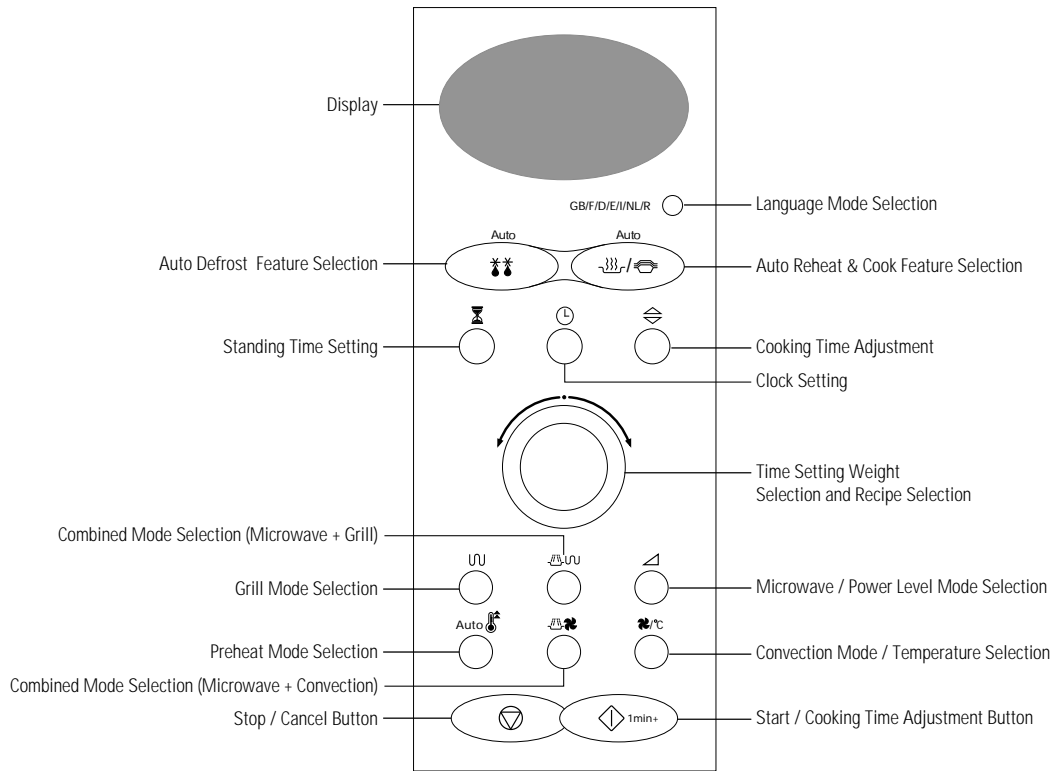 Display
GB/F/D/E/I/NL/R
Language Mode Selection
Auto
Auto
Auto Defrost Feature Selection
Auto Reheat & Cook Feature Selection
Standing Time Setting
Cooking Time Adjustment
Clock Setting
Time Setting Weight
Selection and Recipe Selection
Combined Mode Selection (Microwave + Grill)
Grill Mode Selection
Microwave / Power Level Mode Selection
Auto
/°C
Preheat Mode Selection
Convection Mode / Temperature Selection
Combined Mode Selection (Microwave + Convection)
Stop / Cancel Button
1min+
Start / Cooking Time Adjustment Button